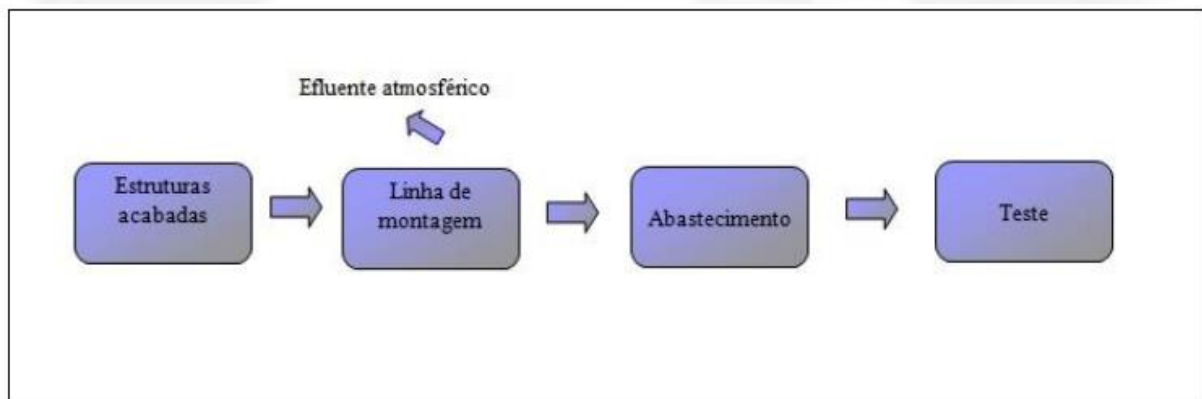 Efluente atmosférico
Estruturas
acabadas
Linha de
montagem
Abastecimento
Teste